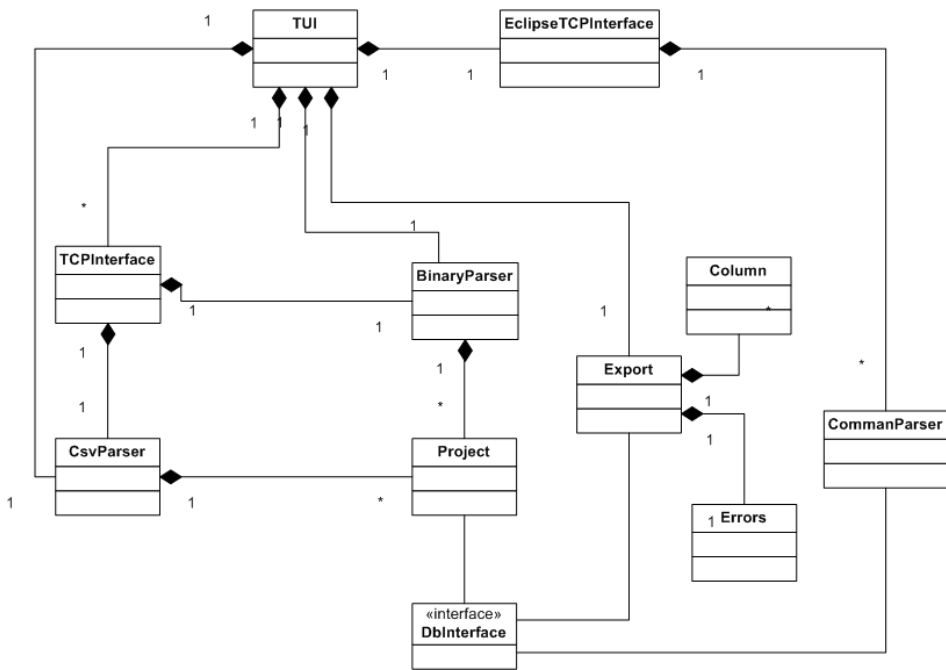 1
TUI
EclipseTCPInterface
1
1
1
1
1
1
*
1
*
TCPInterface
BinaryParser
Column
1
1
1
*
1
1
1
Export
*
1
*
1
CsvParser
Project
1
CommanParser
1
1
*
1
Errors
«interface»
DbInterface